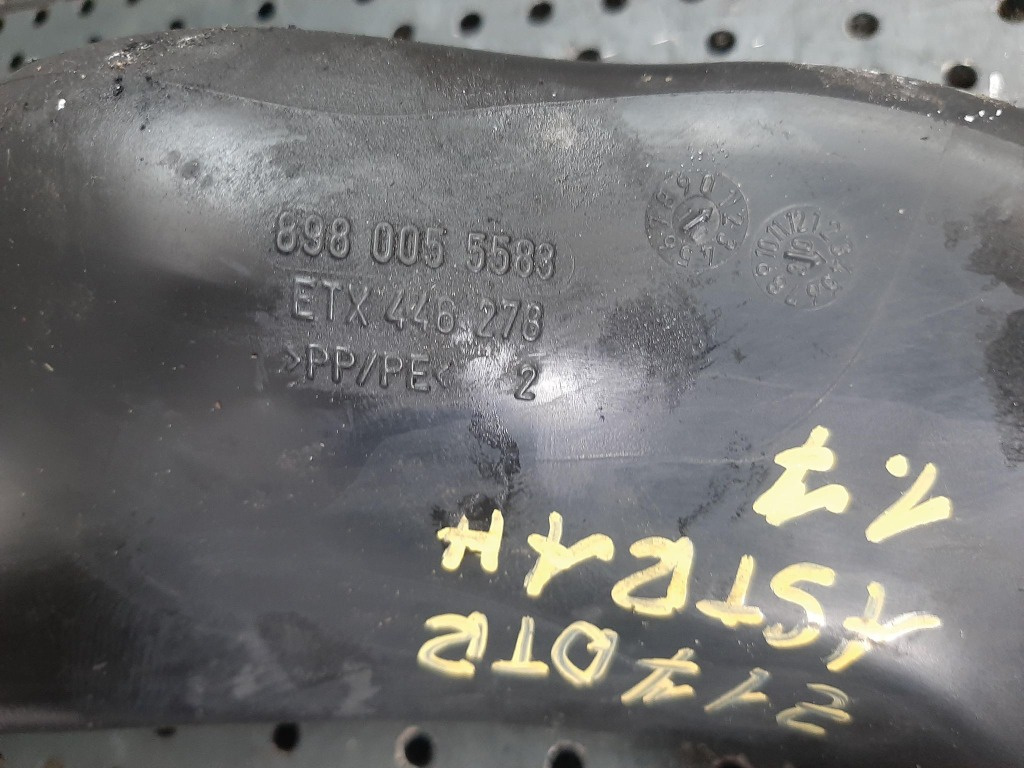 898 005 5583
ETX 446 278
>PP/PE< 2
Z17DTR
ASTRA H
1.7